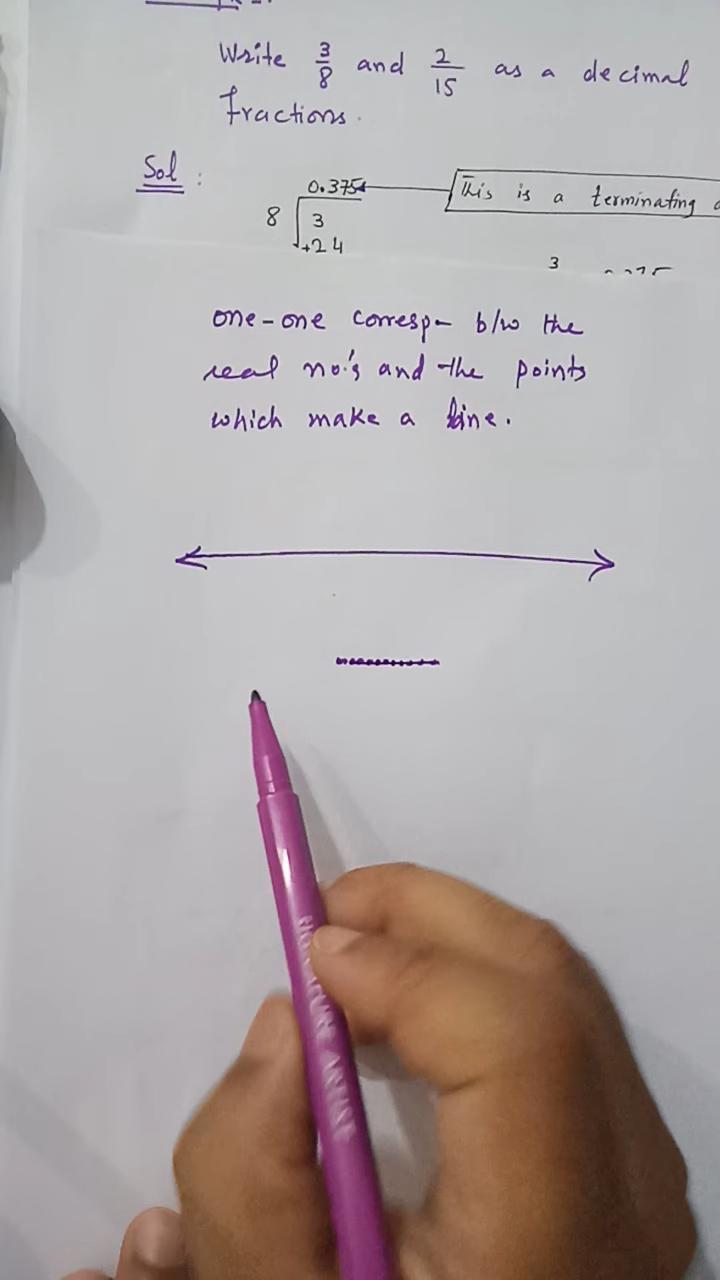 Write 3/8 and 2/15 as a decimal
fractions.
Sol :
0.375
This is a terminating
8 3
24
3
one-one corresp- b/w the
real no.'s and the points
which make a line.